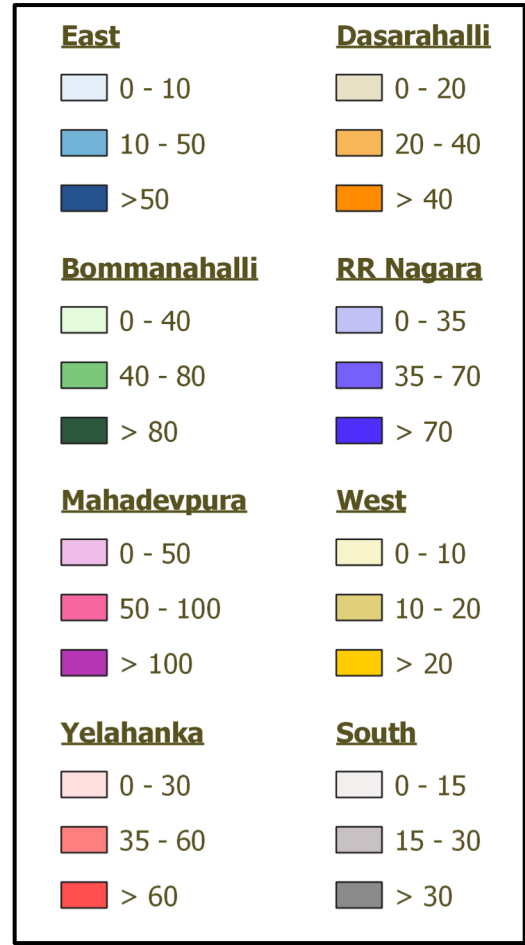 East
0 - 10
10 - 50
>50
Bommanahalli
0 - 40
40 - 80
> 80
Mahadevpura
0 - 50
50 - 100
> 100
Yelahanka
0 - 30
35 - 60
> 60
Dasarahalli
0 - 20
20 - 40
> 40
RR Nagara
0 - 35
35 - 70
> 70
West
0 - 10
10 - 20
> 20
South
0 - 15
15 - 30
> 30